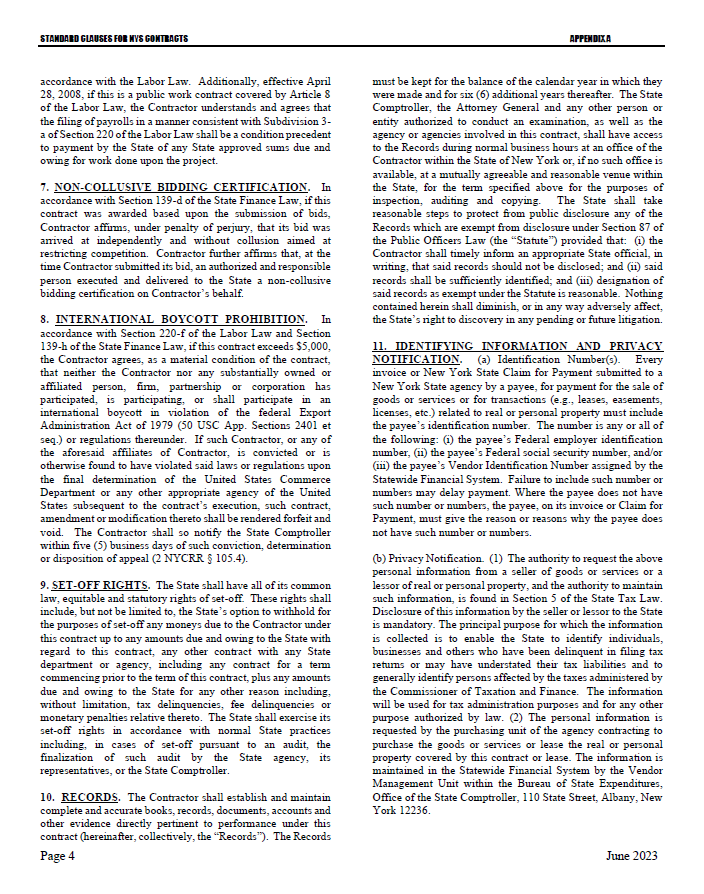 STANDARD CLAUSES FOR NYS CONTRACTS APPENDIX A
accordance with the Labor Law. Additionally, effective April
28, 2008, if this is a public work contract covered by Article 8
of the Labor Law, the Contractor understands and agrees that
the filing of payrolls in a manner consistent with Subdivision 3-
a of Section 220 of the Labor Law shall be a condition precedent
to payment by the State of any State approved sums due and
owing for work done upon the project.
7. NON-COLLUSIVE BIDDING CERTIFICATION. In
accordance with Section 139-d of the State Finance Law, if this
contract was awarded based upon the submission of bids,
Contractor affirms, under penalty of perjury, that its bid was
arrived at independently and without collusion aimed at
restricting competition. Contractor further affirms that, at the
time Contractor submitted its bid, an authorized and responsible
person executed and delivered to the State a non-collusive
bidding certification on Contractor's behalf.
8. INTERNATIONAL BOYCOTT PROHIBITION. In
accordance with Section 220-f of the Labor Law and Section
139-h of the State Finance Law, if this contract exceeds $5,000,
the Contractor agrees, as a material condition of the contract,
that neither the Contractor nor any substantially owned or
affiliated person, firm, partnership or corporation has
participated, is participating, or shall participate in an
international boycott in violation of the federal Export
Administration Act of 1979 (50 USC App. Sections 2401 et
seq.) or regulations thereunder. If such Contractor, or any of
the aforesaid affiliates of Contractor, is convicted or is
otherwise found to have violated said laws or regulations upon
the final determination of the United States Commerce
Department or any other appropriate agency of the United
States subsequent to the contract's execution, such contract,
amendment or modification thereto shall be rendered forfeit and
void. The Contractor shall so notify the State Comptroller
within five (5) business days of such conviction, determination
or disposition of appeal (2 NYCRR § 105.4).
9. SET-OFF RIGHTS. The State shall have all of its common
law, equitable and statutory rights of set-off. These rights shall
include, but not be limited to, the State's option to withhold for
the purposes of set-off any moneys due to the Contractor under
this contract up to any amounts due and owing to the State with
regard to this contract, any other contract with any State
department or agency, including any contract for a term
commencing prior to the term of this contract, plus any amounts
due and owing to the State for any other reason including,
without limitation, tax delinquencies, fee delinquencies or
monetary penalties relative thereto. The State shall exercise its
set-off rights in accordance with normal State practices
including, in cases of set-off pursuant to an audit, the
finalization of such audit by the State agency, its
representatives, or the State Comptroller.
10. RECORDS. The Contractor shall establish and maintain
complete and accurate books, records, documents, accounts and
other evidence directly pertinent to performance under this
contract (hereinafter, collectively, the "Records"). The Records
must be kept for the balance of the calendar year in which they
were made and for six (6) additional years thereafter. The State
Comptroller, the Attorney General and any other person or
entity authorized to conduct an examination, as well as the
agency or agencies involved in this contract, shall have access
to the Records during normal business hours at an office of the
Contractor within the State of New York or, if no such office is
available, at a mutually agreeable and reasonable venue within
the State, for the term specified above for the purposes of
inspection, auditing and copying. The State shall take
reasonable steps to protect from public disclosure any of the
Records which are exempt from disclosure under Section 87 of
the Public Officers Law (the "Statute") provided that: (i) the
Contractor shall timely inform an appropriate State official, in
writing, that said records should not be disclosed; and (ii) said
records shall be sufficiently identified; and (iii) designation of
said records as exempt under the Statute is reasonable. Nothing
contained herein shall diminish, or in any way adversely affect,
the State's right to discovery in any pending or future litigation.
11. IDENTIFYING INFORMATION AND PRIVACY
NOTIFICATION. (a) Identification Number(s). Every
invoice or New York State Claim for Payment submitted to a
New York State agency by a payee, for payment for the sale of
goods or services or for transactions (e.g., leases, easements,
licenses, etc.) related to real or personal property must include
the payee's identification number. The number is any or all of
the following: (i) the payee's Federal employer identification
number, (ii) the payee's Federal social security number, and/or
(iii) the payee's Vendor Identification Number assigned by the
Statewide Financial System. Failure to include such number or
numbers may delay payment. Where the payee does not have
such number or numbers, the payee, on its invoice or Claim for
Payment, must give the reason or reasons why the payee does
not have such number or numbers.
(b) Privacy Notification. (1) The authority to request the above
personal information from a seller of goods or services or a
lessor of real or personal property, and the authority to maintain
such information, is found in Section 5 of the State Tax Law.
Disclosure of this information by the seller or lessor to the State
is mandatory. The principal purpose for which the information
is collected is to enable the State to identify individuals,
businesses and others who have been delinquent in filing tax
returns or may have understated their tax liabilities and to
generally identify persons affected by the taxes administered by
the Commissioner of Taxation and Finance. The information
will be used for tax administration purposes and for any other
purpose authorized by law. (2) The personal information is
requested by the purchasing unit of the agency contracting to
purchase the goods or services or lease the real or personal
property covered by this contract or lease. The information is
maintained in the Statewide Financial System by the Vendor
Management Unit within the Bureau of State Expenditures,
Office of the State Comptroller, 110 State Street, Albany, New
York 12236.
Page 4 June 2023